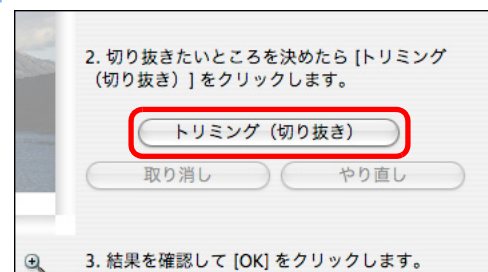 2. 切り抜きたいところを決めたら [トリミング
（切り抜き）] をクリックします。
トリミング（切り抜き）
取り消し
やり直し
3. 結果を確認して [OK] をクリックします。